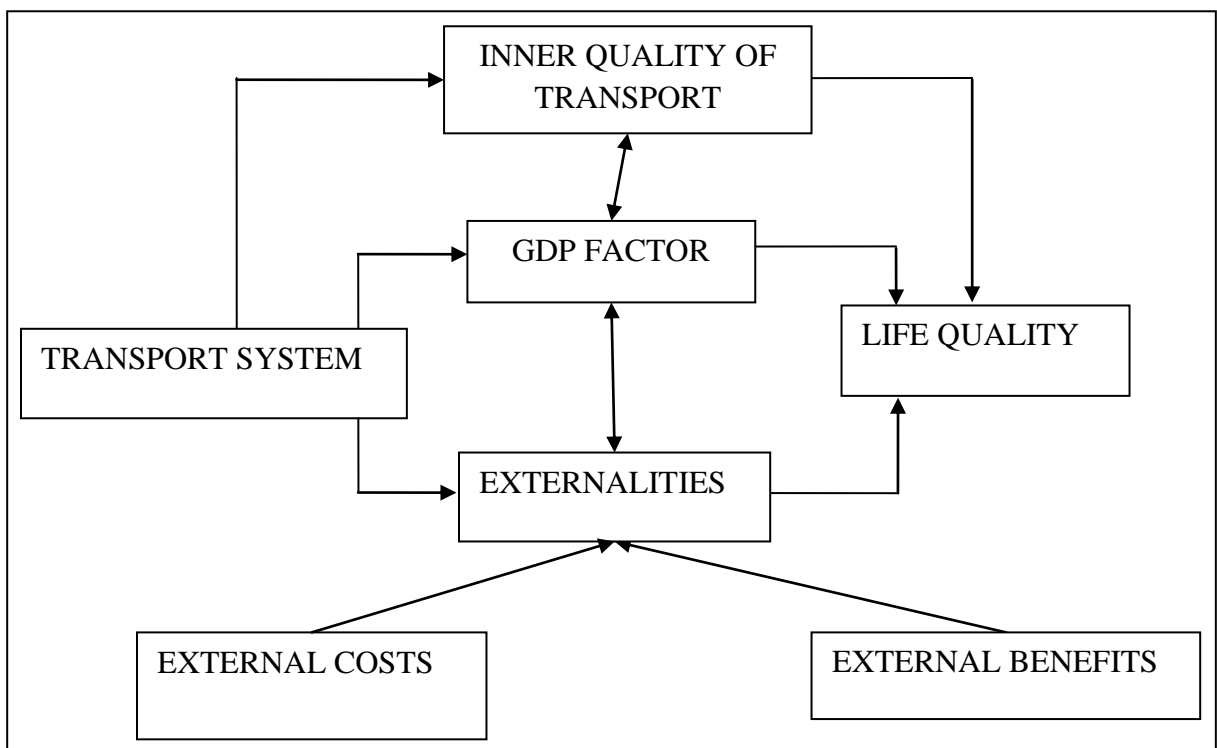 INNER QUALITY OF
TRANSPORT
GDP FACTOR
LIFE QUALITY
TRANSPORT SYSTEM
EXTERNALITIES
EXTERNAL COSTS
EXTERNAL BENEFITS